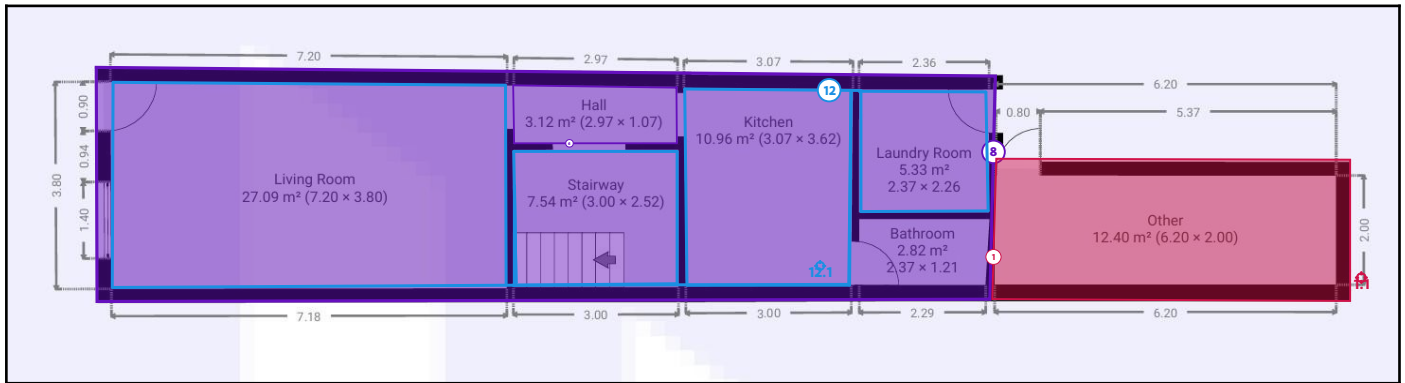 7.20
2.97
3.07
2.36
6.20
0.80
5.37
0.90
0.94
3.80
1.40
12
Hall
3.12 m² (2.97 × 1.07)
Kitchen
10.96 m² (3.07 × 3.62)
8
Laundry Room
5.33 m²
2.37 × 2.26
Living Room
27.09 m² (7.20 × 3.80)
Stairway
7.54 m² (3.00 × 2.52)
Other
12.40 m² (6.20 × 2.00)
2.00
Bathroom
2.82 m²
2.37 × 1.21
1
12.1
1.1
7.18
3.00
3.00
2.29
6.20